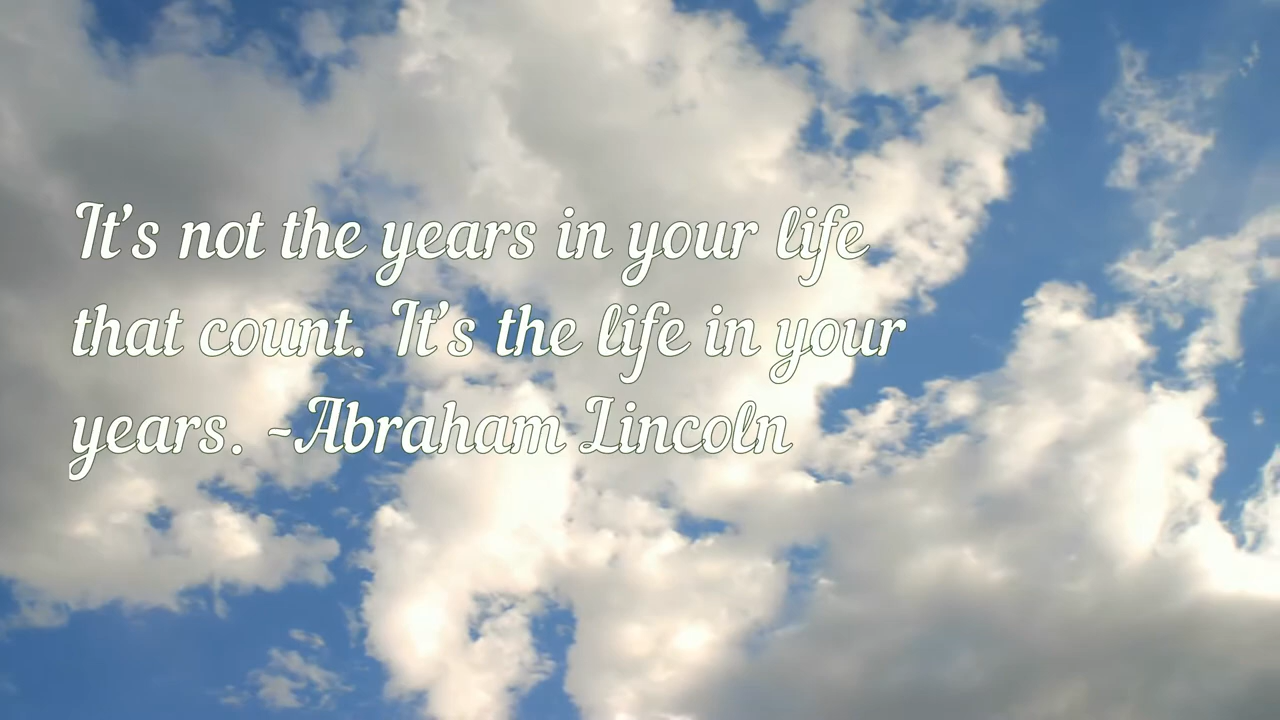 It's not the years in your life
that count. It's the life in your
years. ~Abraham Lincoln